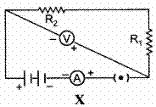 R₂
− V +
R₁
+ − − A + (•)
X